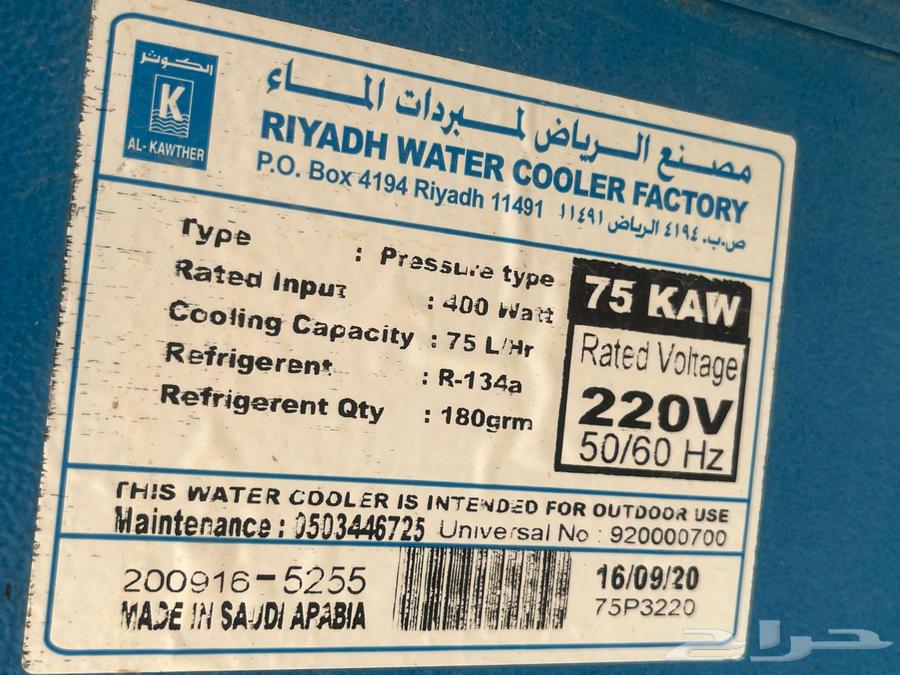 الكوثر
K
AL- KAWTHER
مصنع الرياض لمبردات الماء
RIYADH WATER COOLER FACTORY
P.O. Box 4194 Riyadh 11491 ص.ب. ٤١٩٤ الرياض ١١٤٩١
Type : Pressure type
Rated Input : 400 Watt
Cooling Capacity : 75 L/Hr
Refrigerent : R-134a
Refrigerent Qty : 180grm
75 KAW
Rated Voltage
220V
50/60 Hz
THIS WATER COOLER IS INTENDED FOR OUTDOOR USE
Maintenance : 0503446725 Universal No : 920000700
200916-5255
MADE IN SAUDI ARABIA
16/09/20
75P3220
حراج